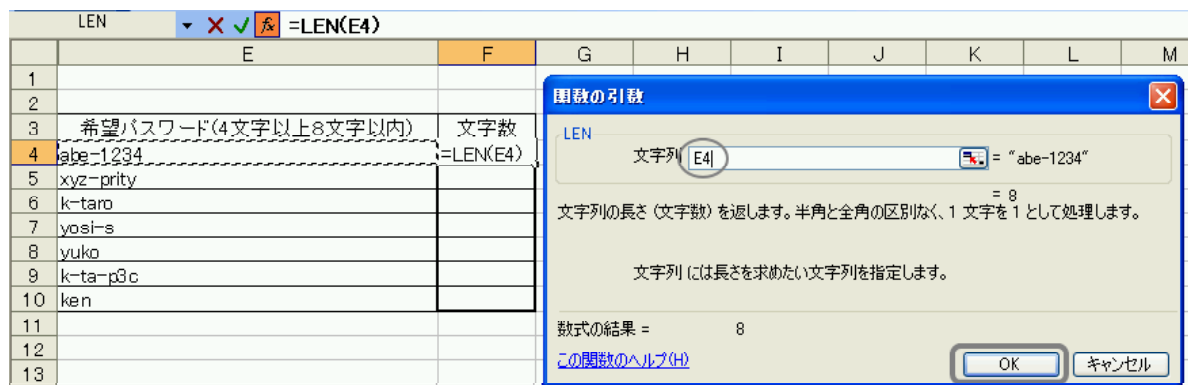 LEN =LEN(E4)
E F G H I J K L M
1
2
3 希望パスワード(4文字以上8文字以内) 文字数
4 abe-1234 =LEN(E4)
5 xyz-prity
6 k-taro
7 yosi-s
8 yuko
9 k-ta-p3c
10 ken
11
12
13
関数の引数
LEN
文字列 E4 = "abe-1234"
= 8
文字列の長さ (文字数) を返します。半角と全角の区別なく、1 文字を 1 として処理します。
文字列 には長さを求めたい文字列を指定します。
数式の結果 = 8
この関数のヘルプ(H) OK キャンセル